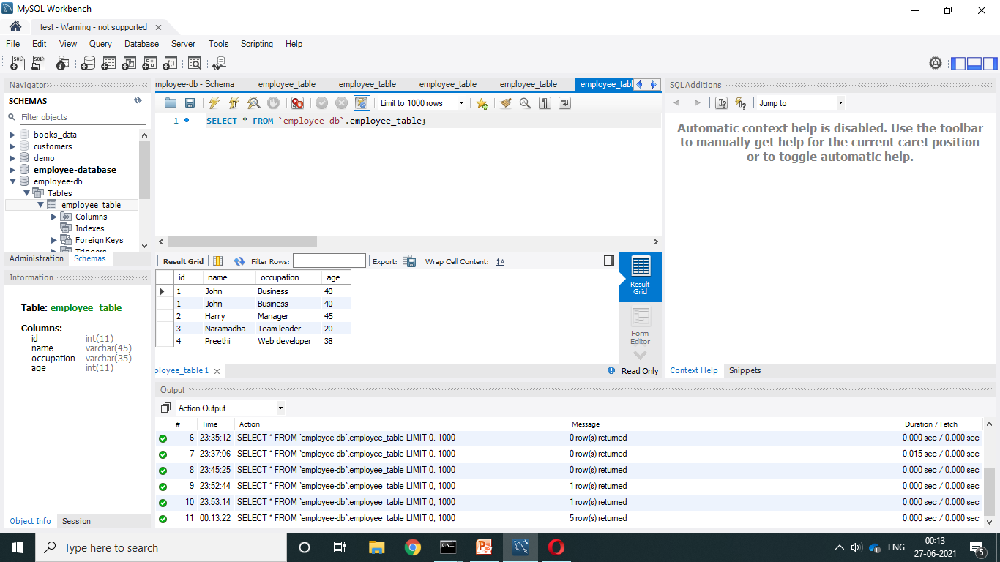 MySQL Workbench
test - Warning - not supported
File Edit View Query Database Server Tools Scripting Help
Navigator
SCHEMAS
Filter objects
books_data
customers
demo
employee-database
employee-db
Tables
employee_table
Columns
Indexes
Foreign Keys
Triggers
Administration Schemas
Information
Table: employee_table
Columns:
id int(11)
name varchar(45)
occupation varchar(35)
age int(11)
Object Info Session
mployee-db - Schema employee_table employee_table employee_table employee_table employee_tabl
Limit to 1000 rows
1 SELECT * FROM `employee-db`.employee_table;
Result Grid Filter Rows: Export: Wrap Cell Content:
id name occupation age
1 John Business 40
1 John Business 40
2 Harry Manager 45
3 Naramadha Team leader 20
4 Preethi Web developer 38
Result
Grid
Form
Editor
ployee_table 1 Read Only
SQLAdditions
Jump to
Automatic context help is disabled. Use the toolbar
to manually get help for the current caret position
or to toggle automatic help.
Context Help Snippets
Output
Action Output
# Time Action Message Duration / Fetch
6 23:35:12 SELECT * FROM `employee-db`.employee_table LIMIT 0, 1000 0 row(s) returned 0.000 sec / 0.000 sec
7 23:37:06 SELECT * FROM `employee-db`.employee_table LIMIT 0, 1000 0 row(s) returned 0.015 sec / 0.000 sec
8 23:45:25 SELECT * FROM `employee-db`.employee_table LIMIT 0, 1000 0 row(s) returned 0.000 sec / 0.000 sec
9 23:52:44 SELECT * FROM `employee-db`.employee_table LIMIT 0, 1000 1 row(s) returned 0.000 sec / 0.000 sec
10 23:53:14 SELECT * FROM `employee-db`.employee_table LIMIT 0, 1000 1 row(s) returned 0.000 sec / 0.000 sec
11 00:13:22 SELECT * FROM `employee-db`.employee_table LIMIT 0, 1000 5 row(s) returned 0.000 sec / 0.000 sec
Type here to search
ENG
00:13
27-06-2021
5